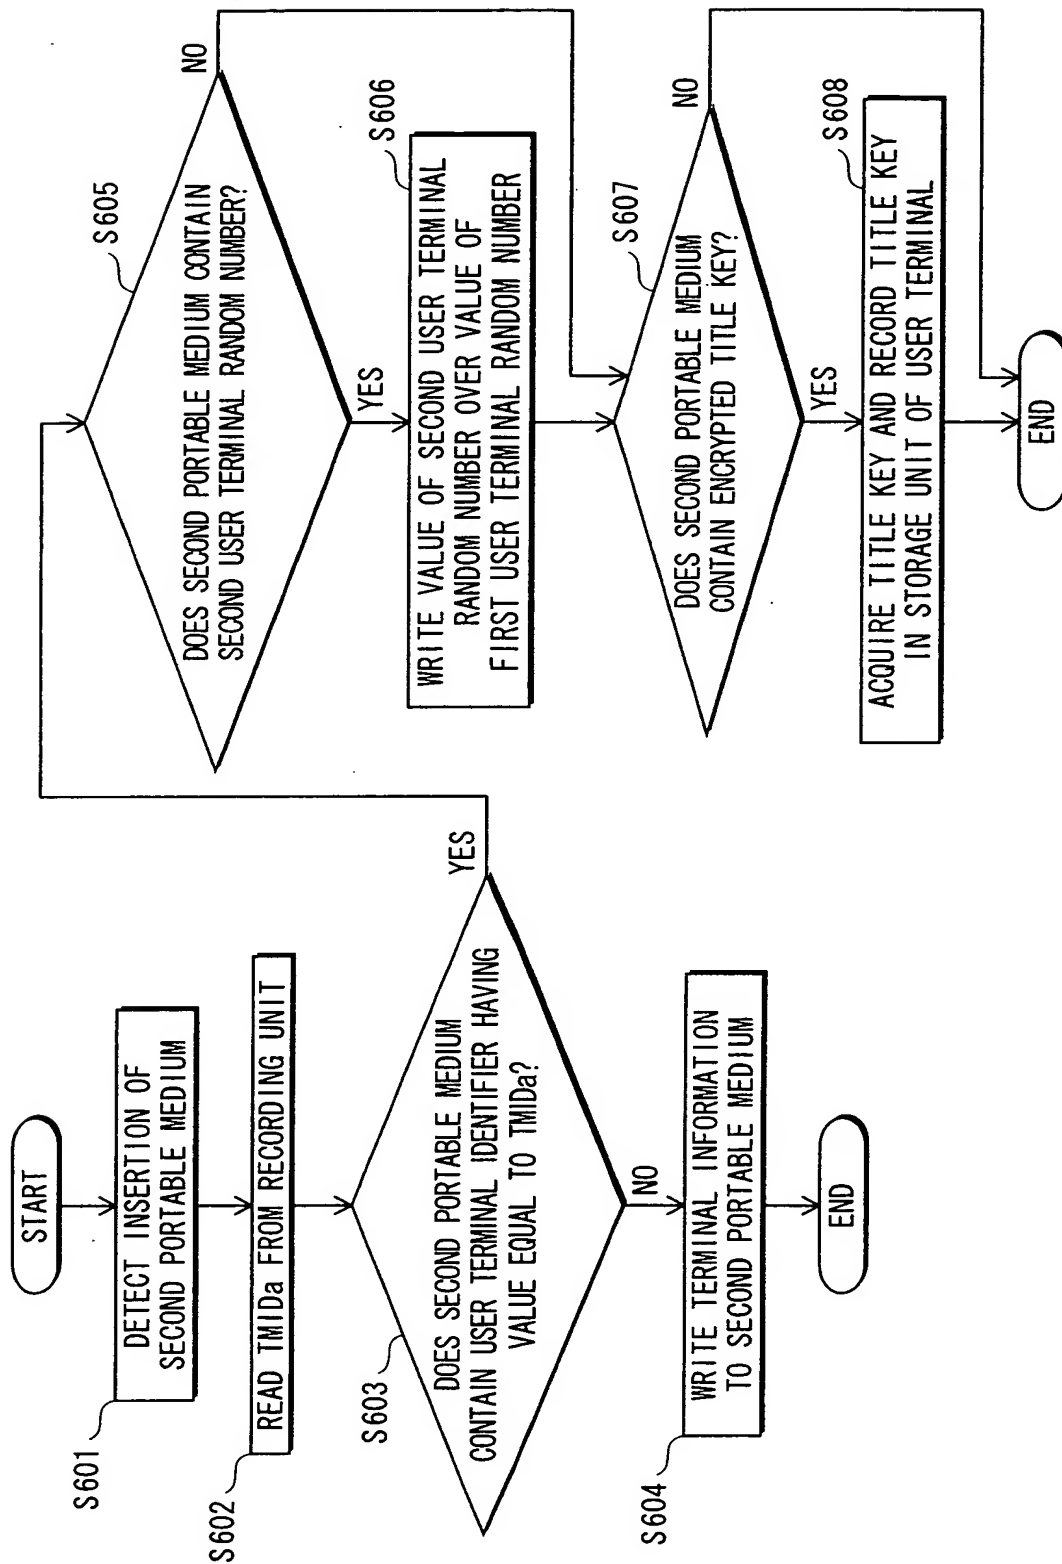 START
S601
DETECT INSERTION OF
SECOND PORTABLE MEDIUM
S602
READ TMIDa FROM RECORDING UNIT
S603
DOES SECOND PORTABLE MEDIUM
CONTAIN USER TERMINAL IDENTIFIER HAVING
VALUE EQUAL TO TMIDa?
YES
NO
S604
WRITE TERMINAL INFORMATION
TO SECOND PORTABLE MEDIUM
END
S605
DOES SECOND PORTABLE MEDIUM CONTAIN
SECOND USER TERMINAL RANDOM NUMBER?
NO
YES
S606
WRITE VALUE OF SECOND USER TERMINAL
RANDOM NUMBER OVER VALUE OF
FIRST USER TERMINAL RANDOM NUMBER
S607
DOES SECOND PORTABLE MEDIUM
CONTAIN ENCRYPTED TITLE KEY?
NO
YES
S608
ACQUIRE TITLE KEY AND RECORD TITLE KEY
IN STORAGE UNIT OF USER TERMINAL
END